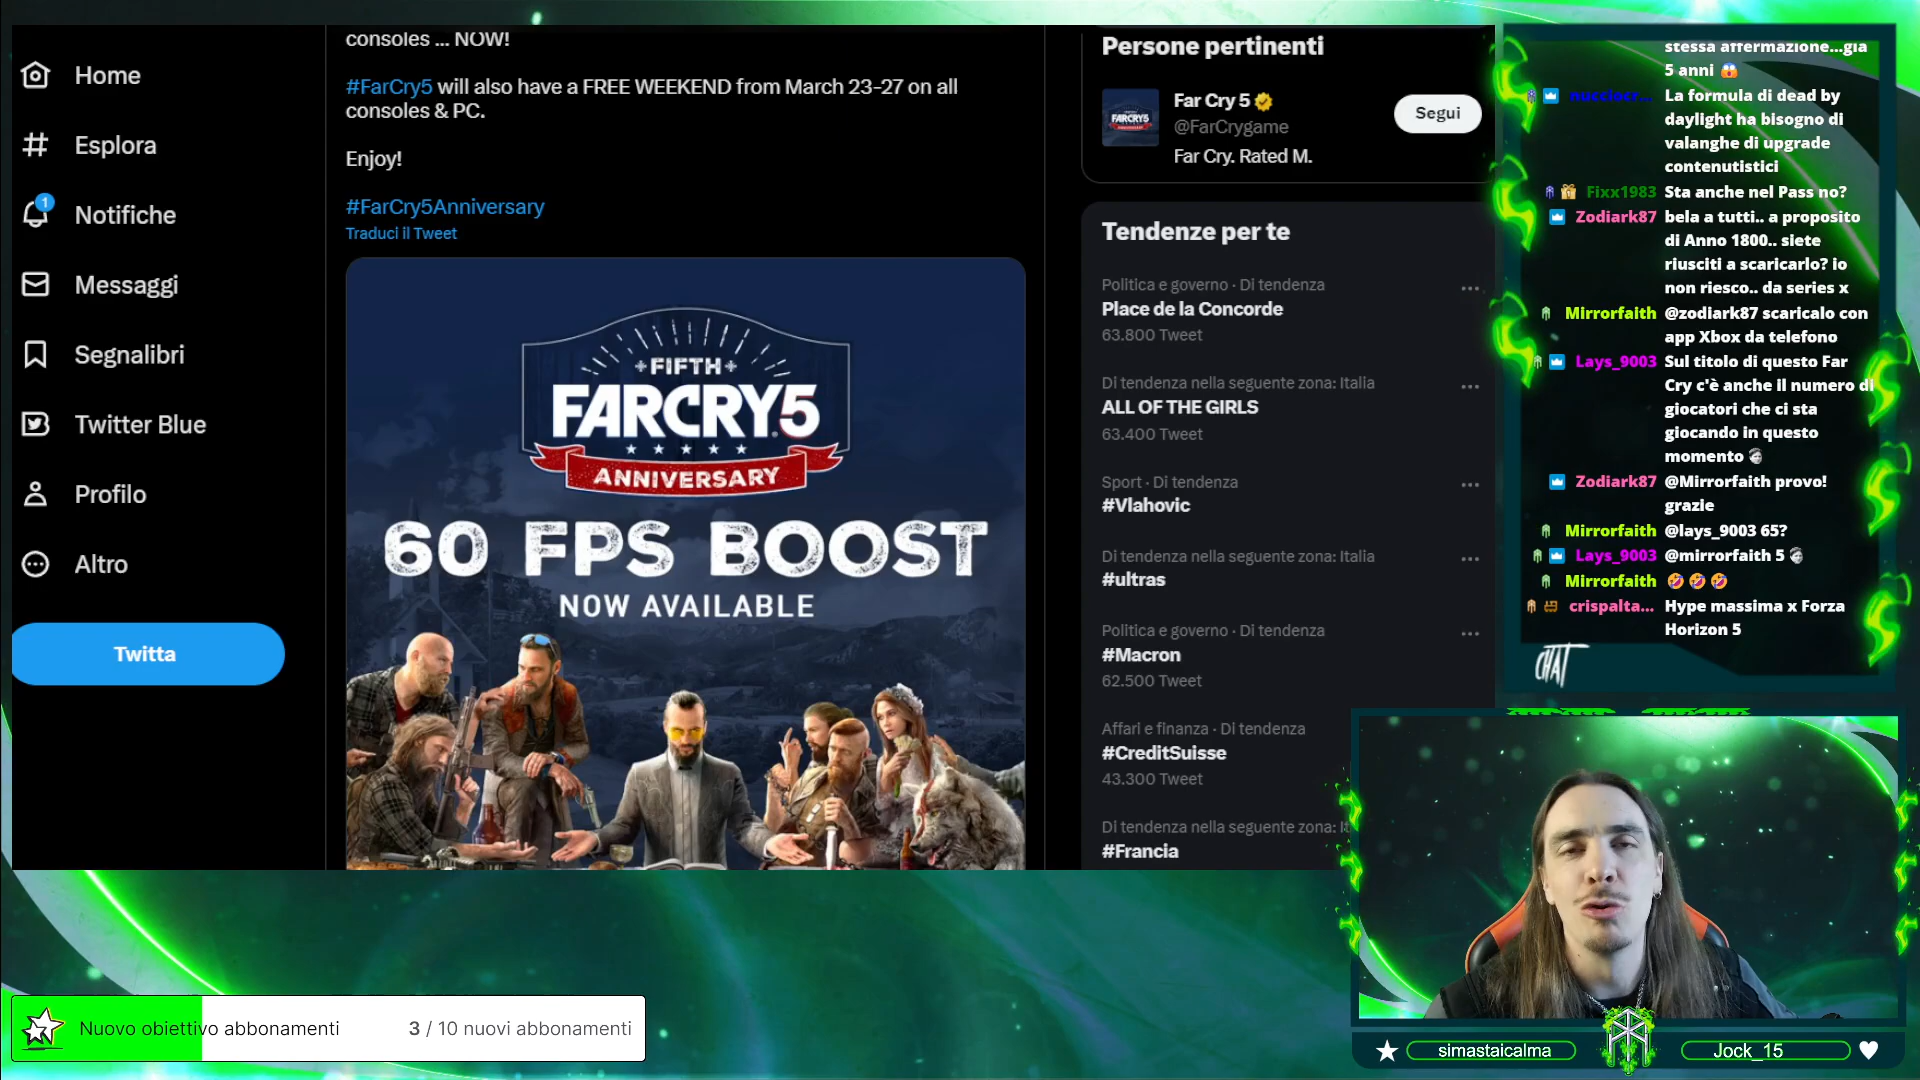 Home
Esplora
1
Notifiche
Messaggi
Segnalibri
Twitter Blue
Profilo
Altro
Twitta
consoles ... NOW!
#FarCry5 will also have a FREE WEEKEND from March 23-27 on all
consoles & PC.
Enjoy!
#FarCry5Anniversary
Traduci il Tweet
FIFTH
FARCRY5
ANNIVERSARY
60 FPS BOOST
NOW AVAILABLE
Persone pertinenti
FARCRY5
Far Cry 5
@FarCrygame
Far Cry. Rated M.
Segui
Tendenze per te
Politica e governo · Di tendenza
Place de la Concorde
63.800 Tweet
Di tendenza nella seguente zona: Italia
ALL OF THE GIRLS
63.400 Tweet
Sport · Di tendenza
#Vlahovic
Di tendenza nella seguente zona: Italia
#ultras
Politica e governo · Di tendenza
#Macron
62.500 Tweet
Affari e finanza · Di tendenza
#CreditSuisse
43.300 Tweet
Di tendenza nella seguente zona: It
#Francia
stessa affermazione...già
5 anni 😱
La formula di dead by
daylight ha bisogno di
valanghe di upgrade
contenutistici
Fixx1983 Sta anche nel Pass no?
Zodiark87 bela a tutti.. a proposito
di Anno 1800.. siete
riusciti a scaricarlo? io
non riesco.. da series x
Mirrorfaith @zodiark87 scaricalo con
app Xbox da telefono
Lays_9003 Sul titolo di questo Far
Cry c'è anche il numero di
giocatori che ci sta
giocando in questo
momento
Zodiark87 @Mirrorfaith provo!
grazie
Mirrorfaith @lays_9003 65?
Lays_9003 @mirrorfaith 5
Mirrorfaith 🤣 🤣 🤣
crispalta... Hype massima x Forza
Horizon 5
CHAT
Nuovo obiettivo abbonamenti 3 / 10 nuovi abbonamenti
simastaicalma
Jock_15